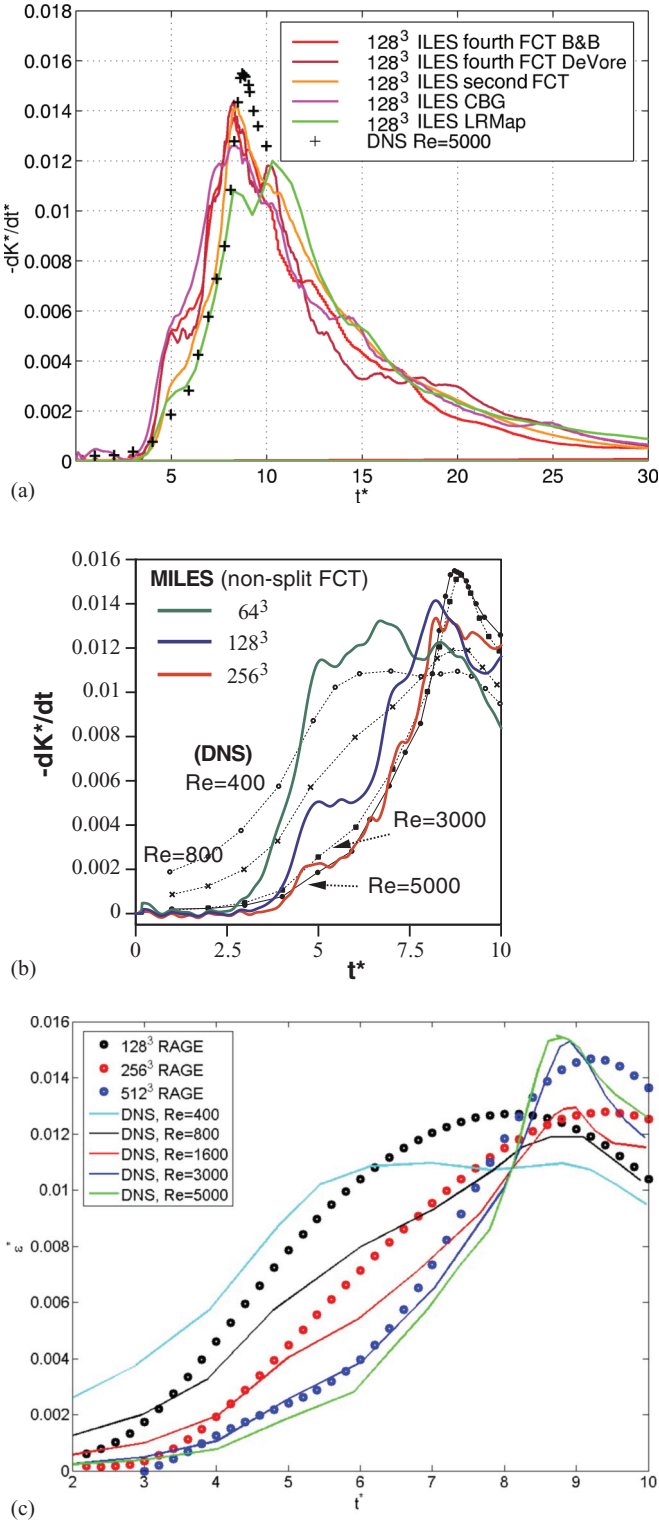 0.018
0.016
0.014
0.012
0.01
0.008
0.006
0.004
0.002
0
-dK*/dt*
128³ ILES fourth FCT B&B
128³ ILES fourth FCT DeVore
128³ ILES second FCT
128³ ILES CBG
128³ ILES LRMap
+ DNS Re=5000
5 10 15 20 25 30
t*
(a)
0.016
0.014
0.012
0.01
0.008
0.006
0.004
0.002
0
-dK*/dt
MILES (non-split FCT)
64³
128³
256³
(DNS)
Re=400
Re=800
Re=3000
Re=5000
0 2.5 5 7.5 10
t*
(b)
0.016
0.014
0.012
0.01
0.008
0.006
0.004
0.002
0
ε*
128³ RAGE
256³ RAGE
512³ RAGE
DNS, Re=400
DNS, Re=800
DNS, Re=1600
DNS, Re=3000
DNS, Re=5000
2 3 4 5 6 7 8 9 10
t*
(c)